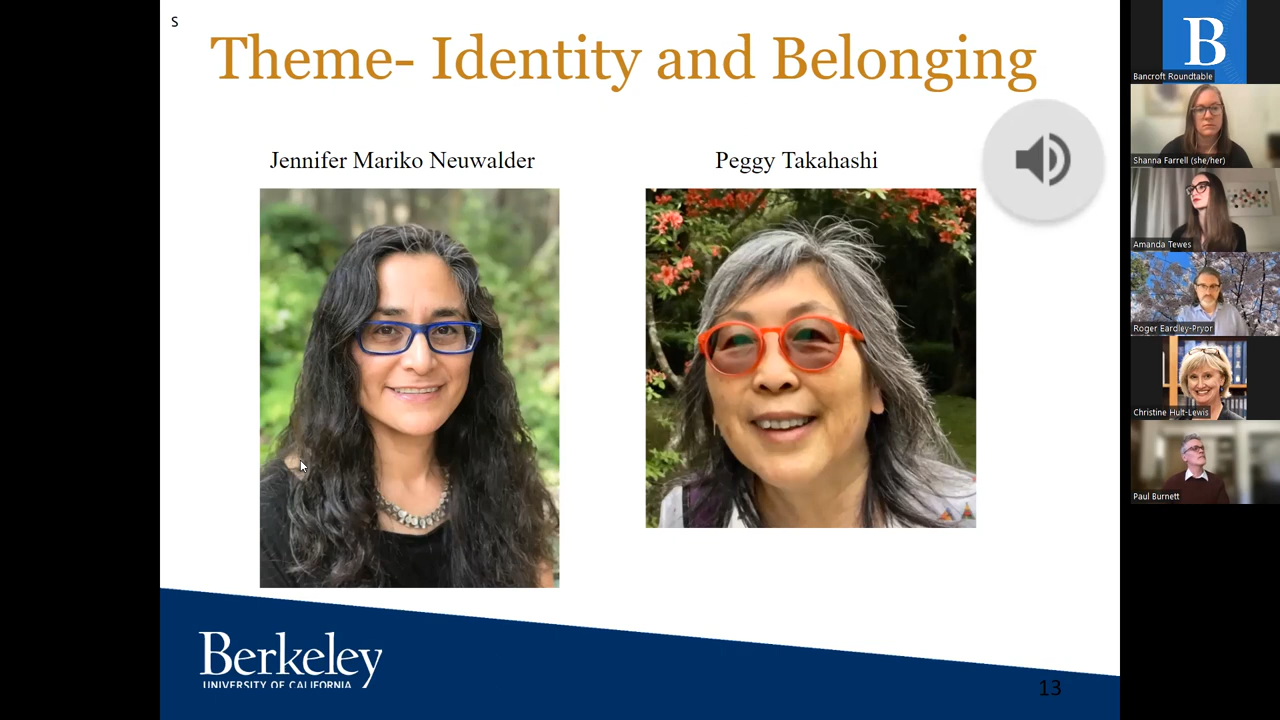 S
Theme- Identity and Belonging
Jennifer Mariko Neuwalder
Peggy Takahashi
Berkeley
UNIVERSITY OF CALIFORNIA
13
B
Bancroft Roundtable
Shanna Farrell (she/her)
Amanda Tewes
Roger Eardley-Pryor
Christine Hult-Lewis
Paul Burnett